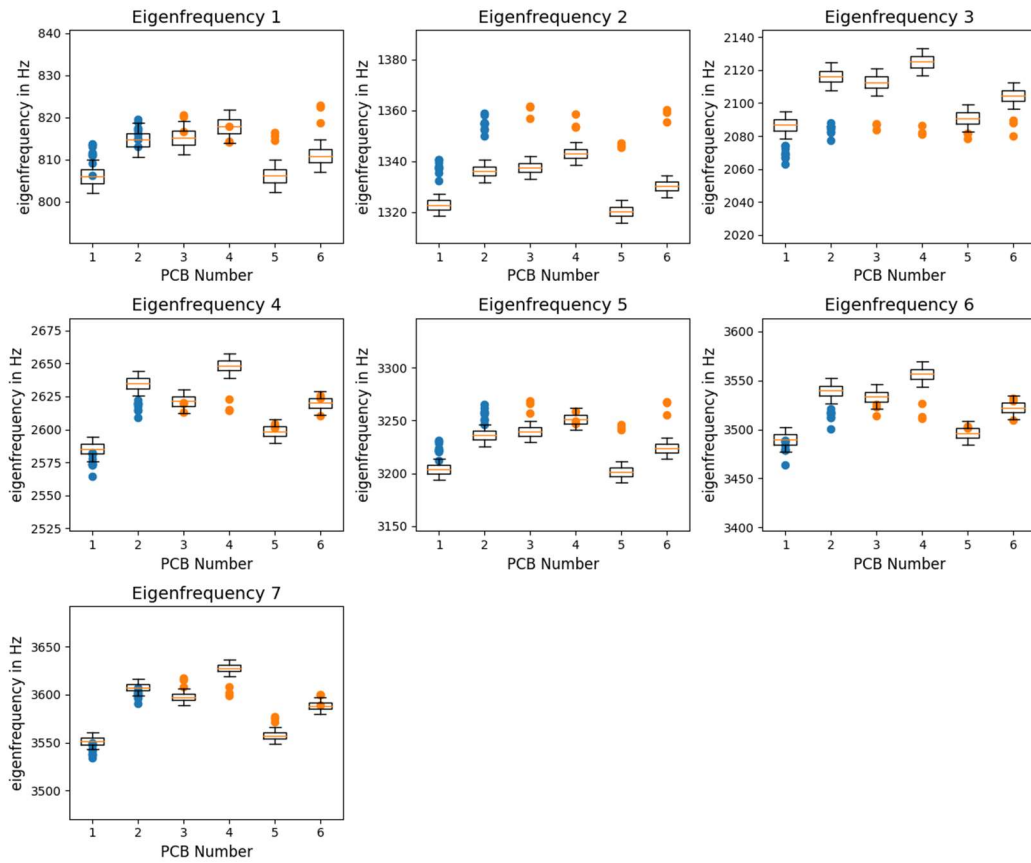 Eigenfrequency 1
840
830
820
810
800
eigenfrequency in Hz
1 2 3 4 5 6
PCB Number
Eigenfrequency 2
1380
1360
1340
1320
eigenfrequency in Hz
1 2 3 4 5 6
PCB Number
Eigenfrequency 3
2140
2120
2100
2080
2060
2040
2020
eigenfrequency in Hz
1 2 3 4 5 6
PCB Number
Eigenfrequency 4
2675
2650
2625
2600
2575
2550
2525
eigenfrequency in Hz
1 2 3 4 5 6
PCB Number
Eigenfrequency 5
3300
3250
3200
3150
eigenfrequency in Hz
1 2 3 4 5 6
PCB Number
Eigenfrequency 6
3600
3550
3500
3450
3400
eigenfrequency in Hz
1 2 3 4 5 6
PCB Number
Eigenfrequency 7
3650
3600
3550
3500
eigenfrequency in Hz
1 2 3 4 5 6
PCB Number